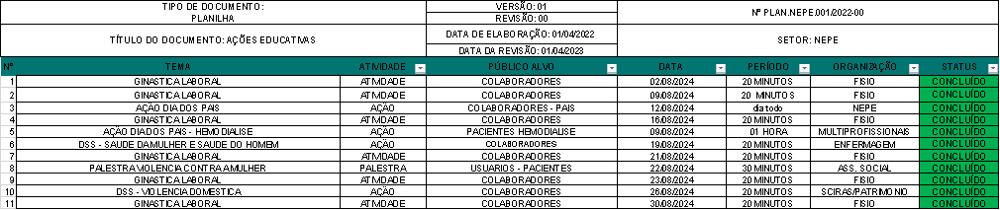 TIPO DE DOCUMENTO:
PLANILHA
VERSÃO: 01
REVISÃO: 00
Nº PLAN.NEPE.001/2022-00
TÍTULO DO DOCUMENTO: AÇÕES EDUCATIVAS
DATA DE ELABORAÇÃO: 01/04/2022
DATA DA REVISÃO: 01/04/2023
SETOR: NEPE
Nº TEMA ATIVIDADE PÚBLICO ALVO DATA PERÍODO ORGANIZAÇÃO STATUS
1 GINASTICA LABORAL ATIVIDADE COLABORADORES 02/08/2024 20 MINUTOS FISIO CONCLUÍDO
2 GINASTICA LABORAL ATIVIDADE COLABORADORES 09/08/2024 20 MINUTOS FISIO CONCLUÍDO
3 AÇÃO DIA DOS PAIS AÇÃO COLABORADORES - PAIS 12/08/2024 dia todo NEPE CONCLUÍDO
4 GINASTICA LABORAL ATIVIDADE COLABORADORES 16/08/2024 20 MINUTOS FISIO CONCLUÍDO
5 AÇÃO DIA DOS PAIS - HEMODIALISE AÇÃO PACIENTES HEMODIALISE 09/08/2024 01 HORA MULTIPROFISSIONAIS CONCLUÍDO
6 DSS - SAUDE DA MULHER E SAUDE DO HOMEM AÇÃO COLABORADORES 19/08/2024 20 MINUTOS ENFERMAGEM CONCLUÍDO
7 GINASTICA LABORAL ATIVIDADE COLABORADORES 21/08/2024 20 MINUTOS FISIO CONCLUÍDO
8 PALESTRA VIOLENCIA CONTRA A MULHER PALESTRA USUARIOS - PACIENTES 22/08/2024 30 MINUTOS ASS. SOCIAL CONCLUÍDO
9 GINASTICA LABORAL ATIVIDADE COLABORADORES 23/08/2024 20 MINUTOS FISIO CONCLUÍDO
10 DSS - VIOLENCIA DOMESTICA AÇÃO COLABORADORES 26/08/2024 20 MINUTOS SCIRAS/PATRIMONIO CONCLUÍDO
11 GINASTICA LABORAL ATIVIDADE COLABORADORES 30/08/2024 20 MINUTOS FISIO CONCLUÍDO